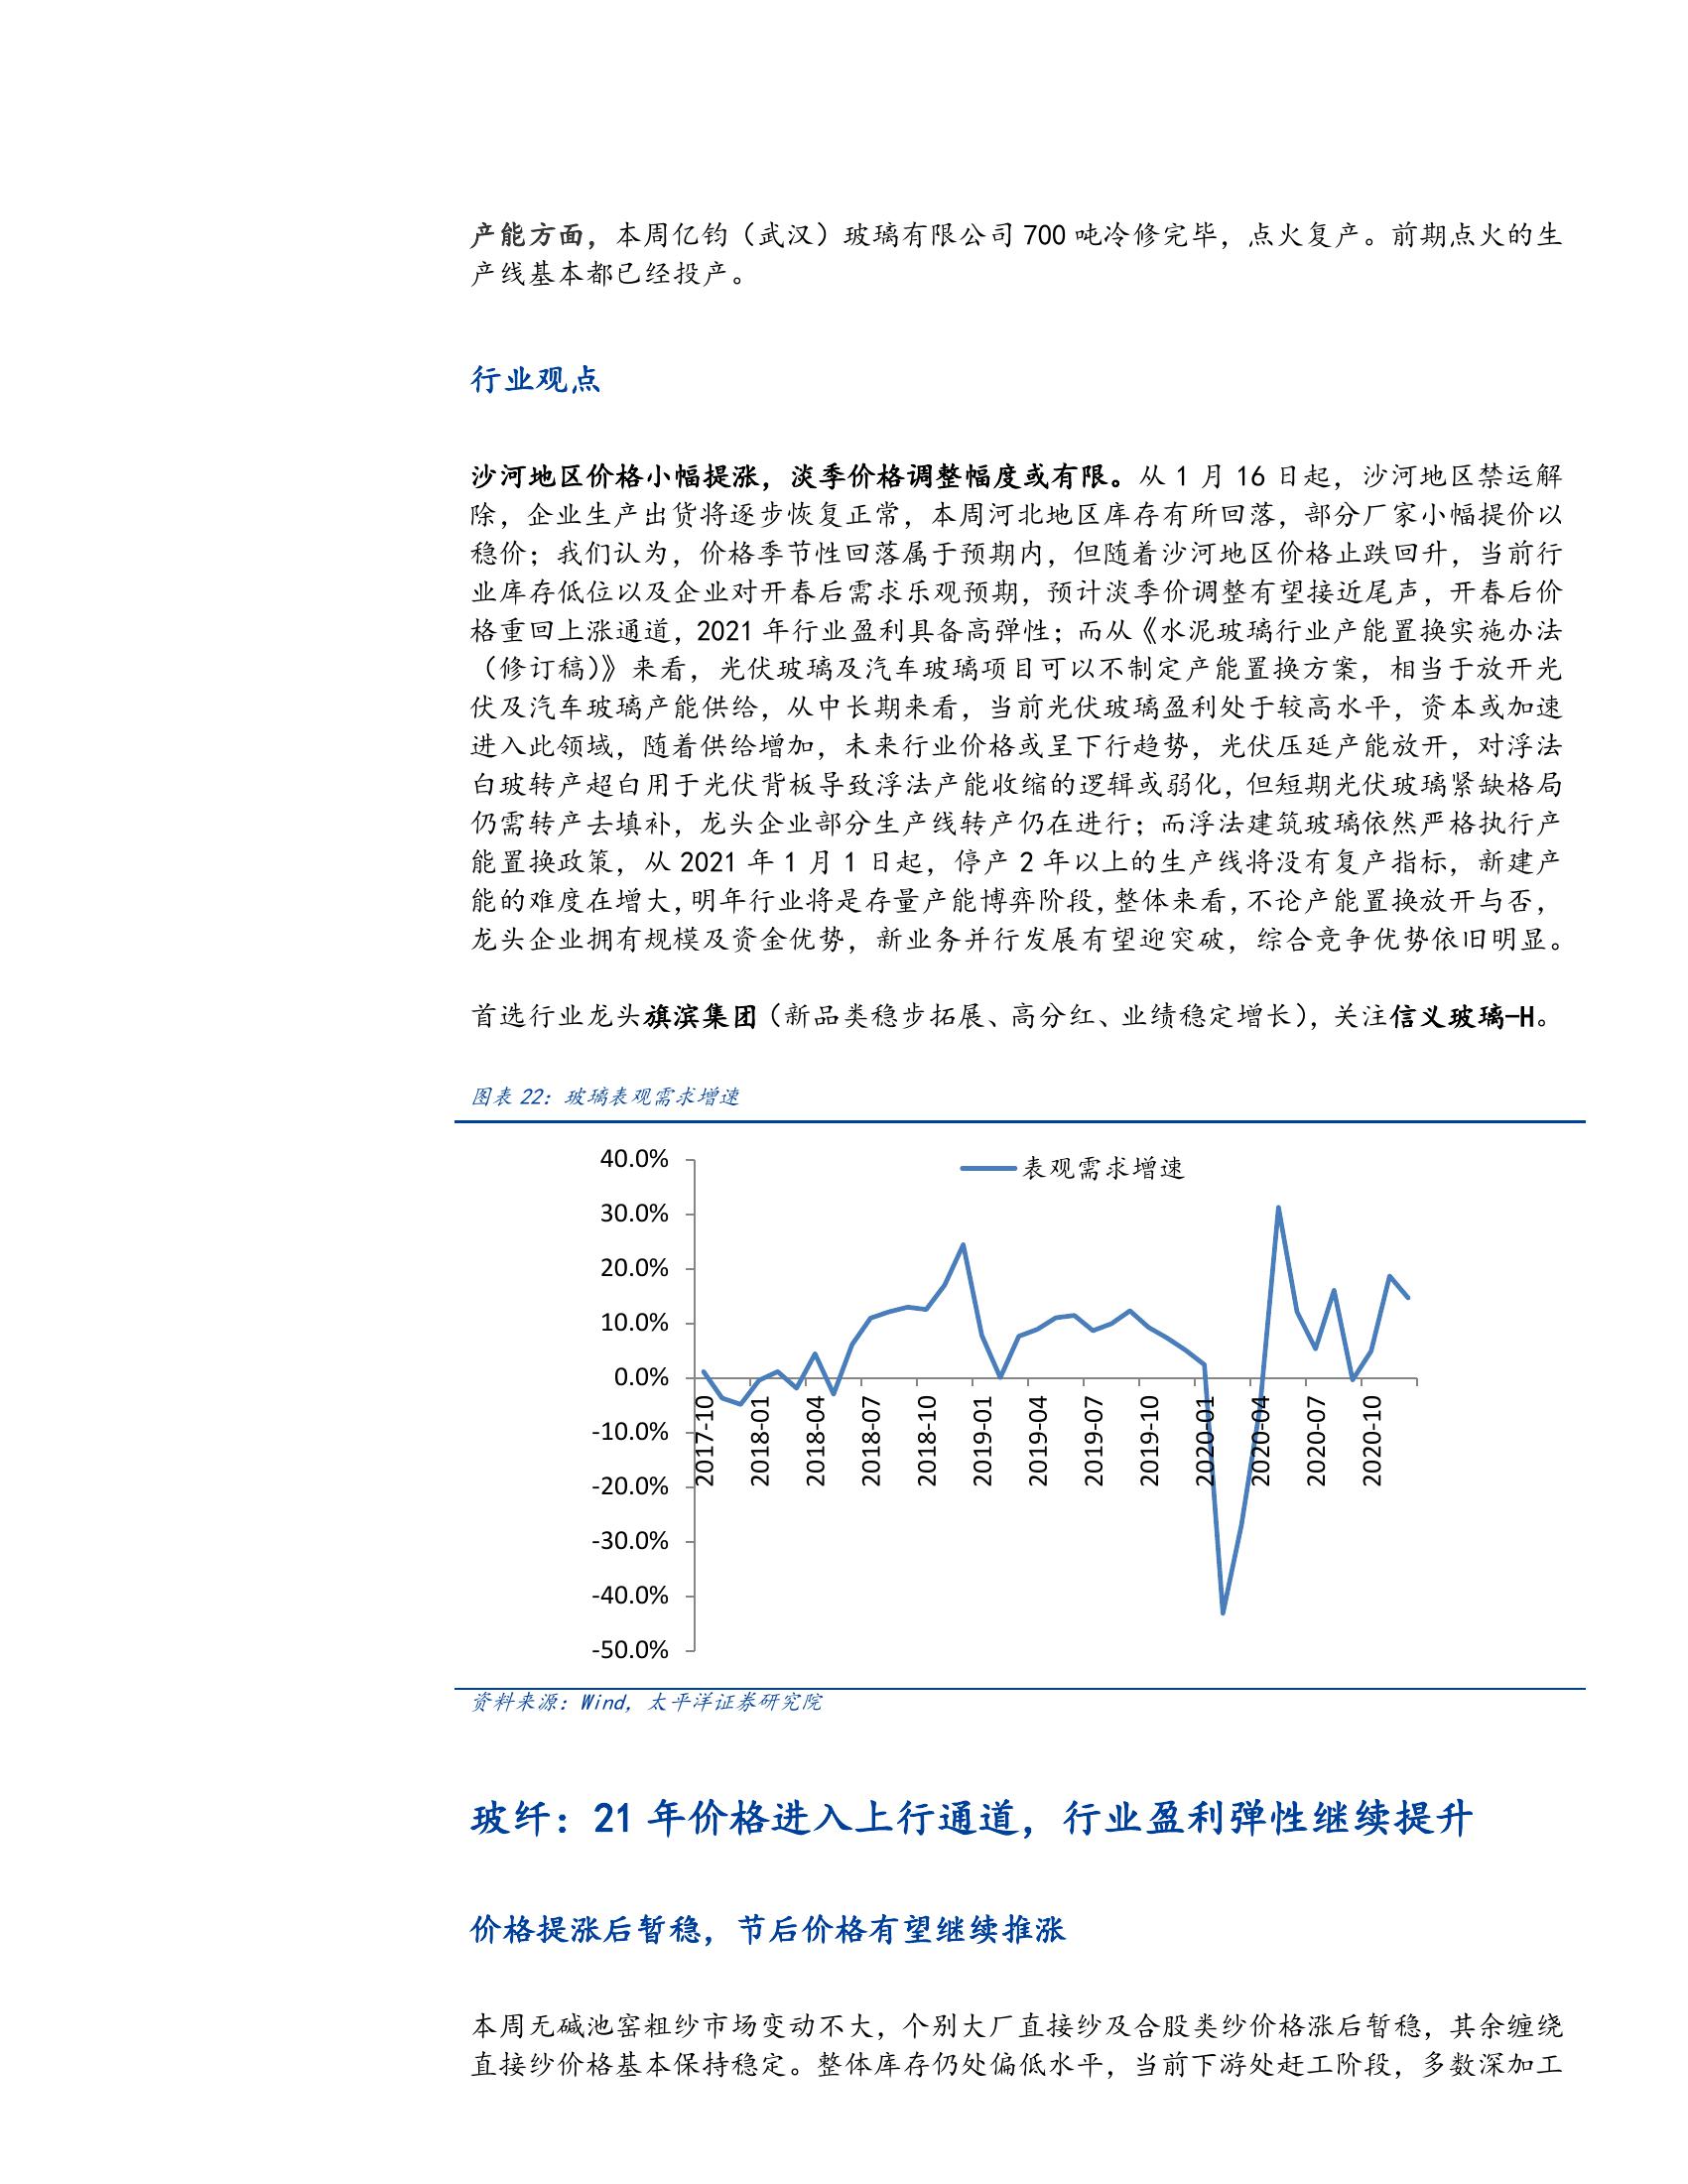 产能方面，本周亿钧（武汉）玻璃有限公司 700 吨冷修完毕，点火复产。前期点火的生
产线基本都已经投产。
行业观点
沙河地区价格小幅提涨，淡季价格调整幅度或有限。从 1 月 16 日起，沙河地区禁运解
除，企业生产出货将逐步恢复正常，本周河北地区库存有所回落，部分厂家小幅提价以
稳价；我们认为，价格季节性回落属于预期内，但随着沙河地区价格止跌回升，当前行
业库存低位以及企业对开春后需求乐观预期，预计淡季价调整有望接近尾声，开春后价
格重回上涨通道，2021 年行业盈利具备高弹性；而从《水泥玻璃行业产能置换实施办法
（修订稿）》来看，光伏玻璃及汽车玻璃项目可以不制定产能置换方案，相当于放开光
伏及汽车玻璃产能供给，从中长期来看，当前光伏玻璃盈利处于较高水平，资本或加速
进入此领域，随着供给增加，未来行业价格或呈下行趋势，光伏压延产能放开，对浮法
白玻转产超白用于光伏背板导致浮法产能收缩的逻辑或弱化，但短期光伏玻璃紧缺格局
仍需转产去填补，龙头企业部分生产线转产仍在进行；而浮法建筑玻璃依然严格执行产
能置换政策，从 2021 年 1 月 1 日起，停产 2 年以上的生产线将没有复产指标，新建产
能的难度在增大，明年行业将是存量产能博弈阶段，整体来看，不论产能置换放开与否，
龙头企业拥有规模及资金优势，新业务并行发展有望迎突破，综合竞争优势依旧明显。
首选行业龙头旗滨集团（新品类稳步拓展、高分红、业绩稳定增长），关注信义玻璃-H。
图表 22：玻璃表观需求增速
表观需求增速
40.0%
30.0%
20.0%
10.0%
0.0%
-10.0%
-20.0%
-30.0%
-40.0%
-50.0%
2017-10
2018-01
2018-04
2018-07
2018-10
2019-01
2019-04
2019-07
2019-10
2020-01
2020-04
2020-07
2020-10
资料来源：Wind，太平洋证券研究院
玻纤：21 年价格进入上行通道，行业盈利弹性继续提升
价格提涨后暂稳，节后价格有望继续推涨
本周无碱池窑粗纱市场变动不大，个别大厂直接纱及合股类纱价格涨后暂稳，其余缠绕
直接纱价格基本保持稳定。整体库存仍处偏低水平，当前下游处赶工阶段，多数深加工